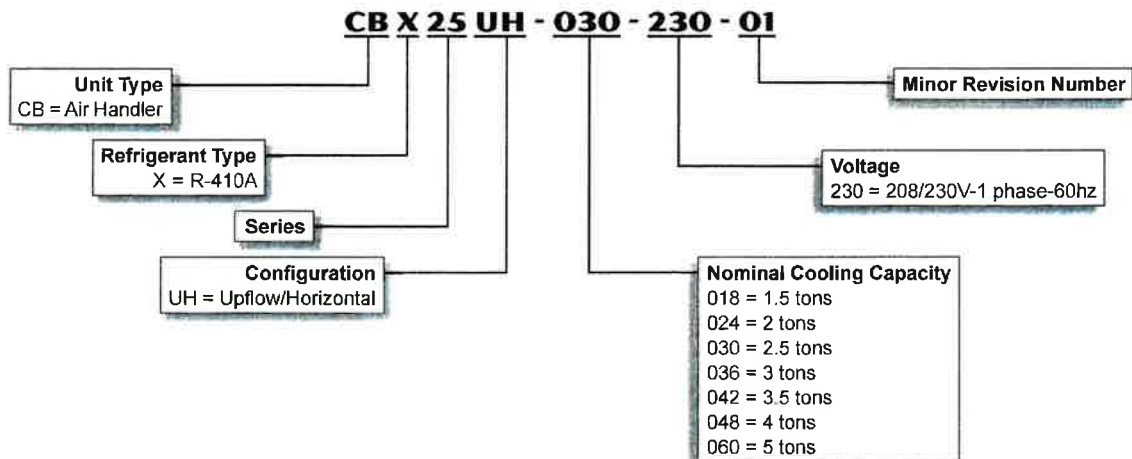 CB X 25 UH - 030 - 230 - 01
Unit Type
CB = Air Handler
Minor Revision Number
Refrigerant Type
X = R-410A
Voltage
230 = 208/230V-1 phase-60hz
Series
Configuration
UH = Upflow/Horizontal
Nominal Cooling Capacity
018 = 1.5 tons
024 = 2 tons
030 = 2.5 tons
036 = 3 tons
042 = 3.5 tons
048 = 4 tons
060 = 5 tons